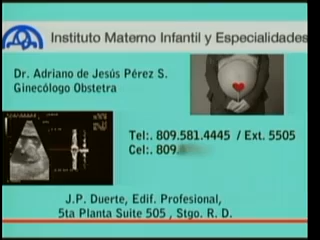 Instituto Materno Infantil y Especialidades
Dr. Adriano de Jesús Pérez S.
Ginecólogo Obstetra
Tel:. 809.581.4445 / Ext. 5505
Cel:. 809.
J.P. Duerte, Edif. Profesional,
5ta Planta Suite 505 , Stgo. R. D.